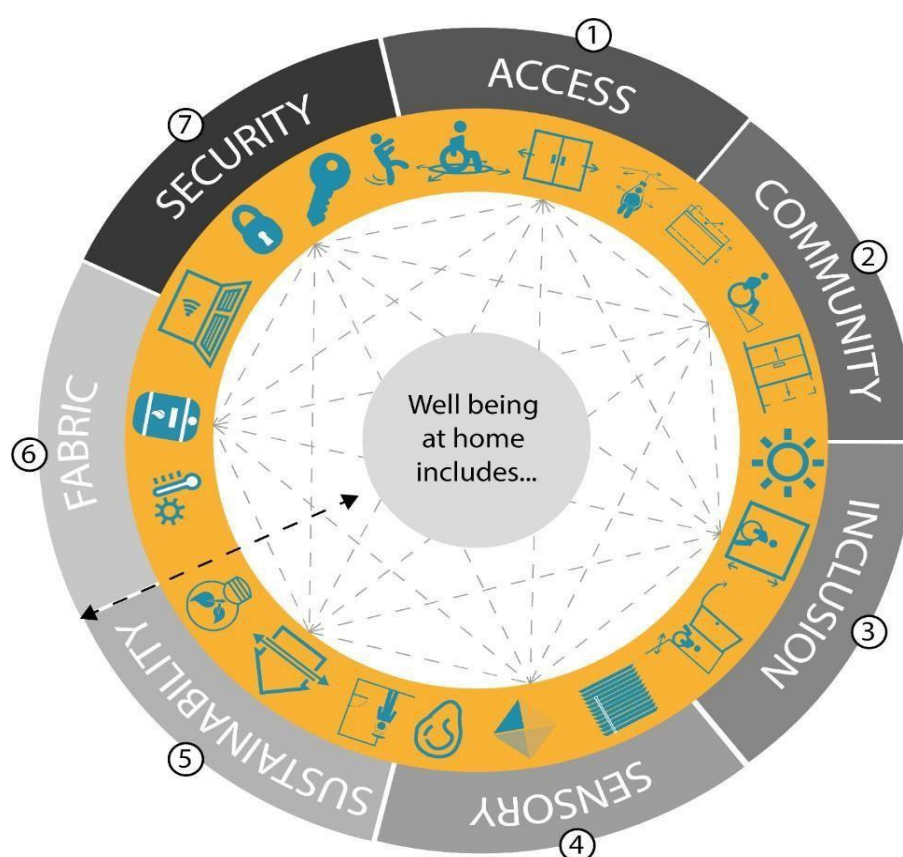 1
ACCESS
2
COMMUNITY
3
INCLUSION
4
SENSORY
5
SUSTAINABILITY
6
FABRIC
7
SECURITY
Well being
at home
includes...